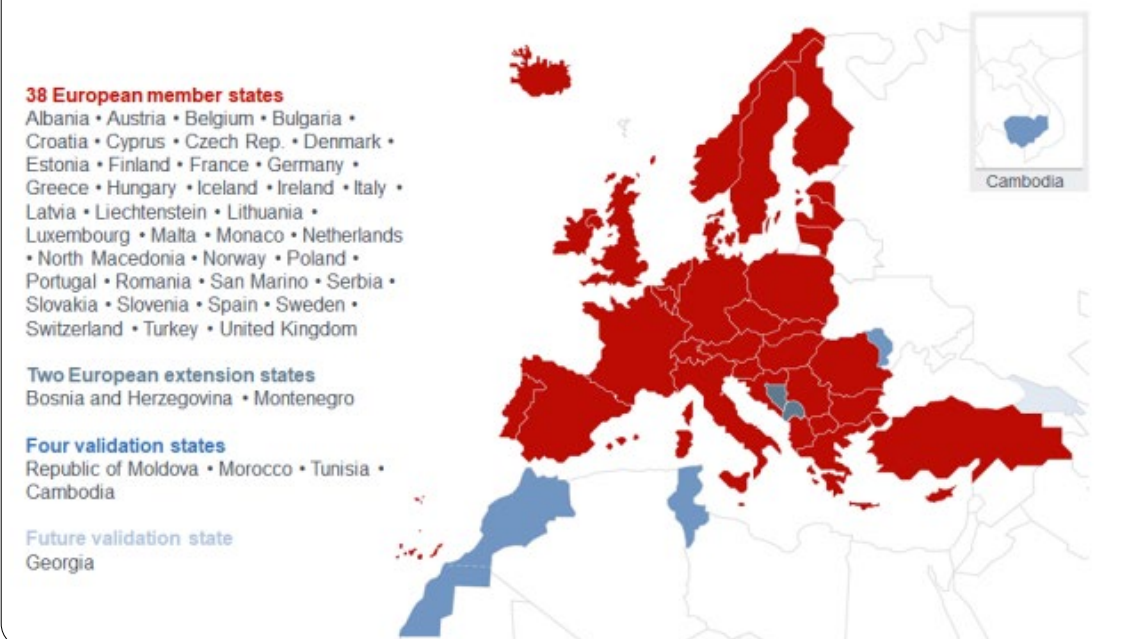 38 European member states
Albania • Austria • Belgium • Bulgaria •
Croatia • Cyprus • Czech Rep. • Denmark •
Estonia • Finland • France • Germany •
Greece • Hungary • Iceland • Ireland • Italy •
Latvia • Liechtenstein • Lithuania •
Luxembourg • Malta • Monaco • Netherlands
• North Macedonia • Norway • Poland •
Portugal • Romania • San Marino • Serbia •
Slovakia • Slovenia • Spain • Sweden •
Switzerland • Turkey • United Kingdom
Two European extension states
Bosnia and Herzegovina • Montenegro
Four validation states
Republic of Moldova • Morocco • Tunisia •
Cambodia
Future validation state
Georgia
Cambodia